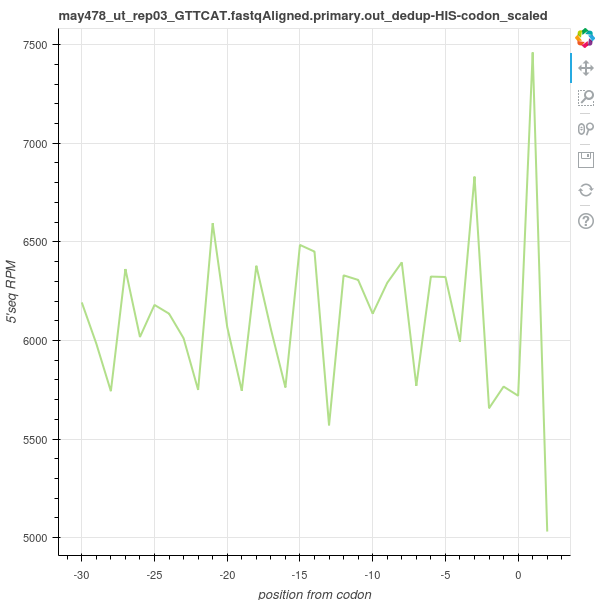 may478_ut_rep03_GTTCAT.fastqAligned.primary.out_dedup-HIS-codon_scaled
7500
7000
6500
6000
5500
5000
5'seq RPM
-30 -25 -20 -15 -10 -5 0
position from codon